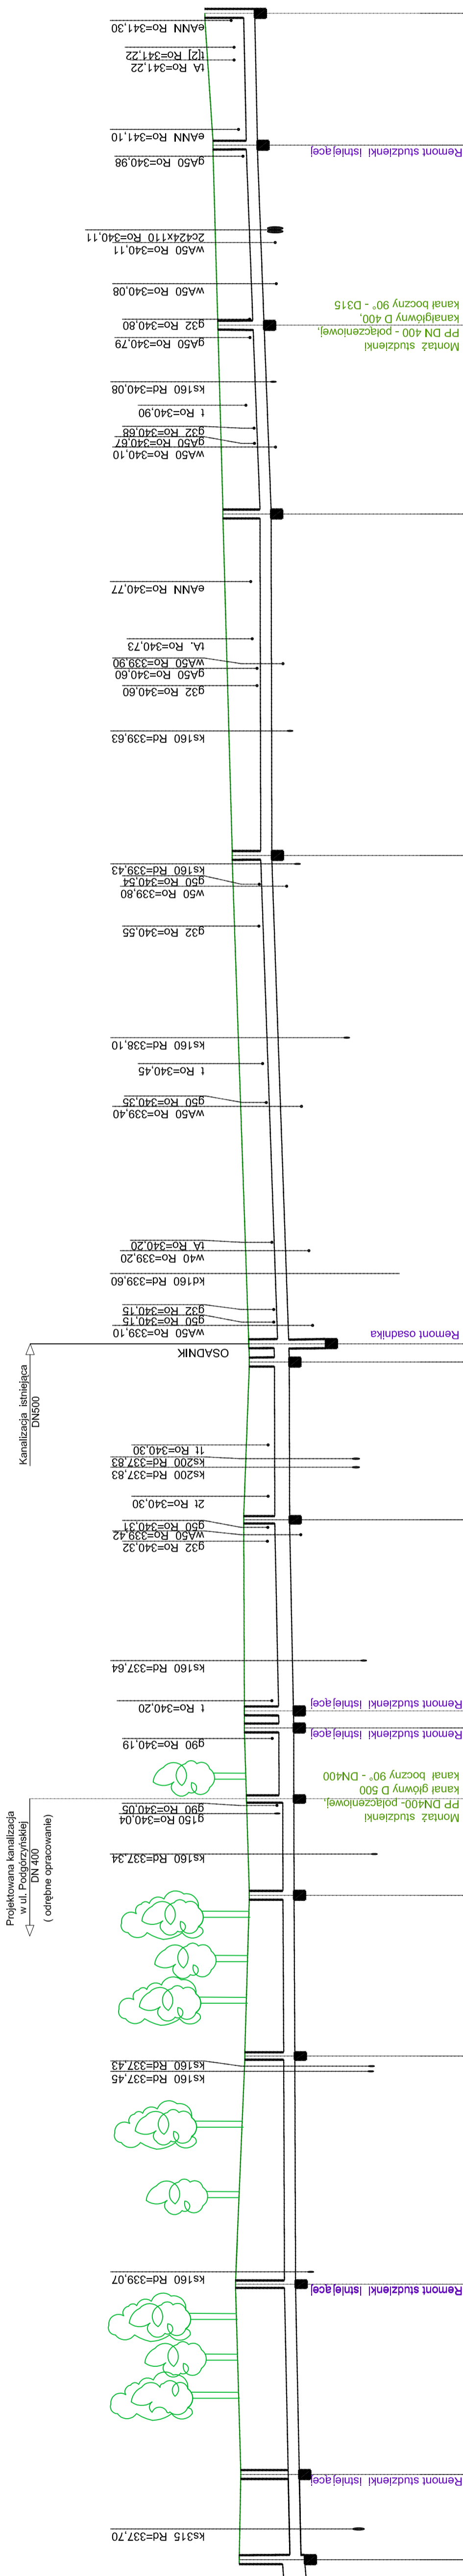 eANN Ro=341,30
t[2] Ro=341,22
tA Ro=341,22
eANN Ro=341,10
Remont studzienki istniejącej
gA50 Ro=340,98
2c424x110 Ro=340,11
wA50 Ro=340,11
wA50 Ro=340,08
g32 Ro=340,80
Montaż studzienki
PP DN 400 - połączeniowej,
kanałgłówny D 400,
kanał boczny 90° - D315
gA50 Ro=340,79
ks160 Rd=340,08
t Ro=340,90
g32 Ro=340,68
gA50 Ro=340,67
wA50 Ro=340,10
eANN Ro=340,77
tA. Ro=340,73
wA50 Ro=339,90
gA50 Ro=340,60
g32 Ro=340,60
ks160 Rd=339,63
ks160 Rd=339,43
g50 Ro=340,54
w50 Ro=339,80
g32 Ro=340,55
ks160 Rd=338,10
t Ro=340,45
g50 Ro=340,35
wA50 Ro=339,40
tA Ro=340,20
w40 Ro=339,20
kd160 Rd=339,60
g32 Ro=340,15
g50 Ro=340,15
wA50 Ro=339,10
Remont osadnika
OSADNIK
Kanalizacja istniejąca
DN500
1t Ro=340,30
ks200 Rd=337,83
ks200 Rd=337,83
2t Ro=340,30
g50 Ro=340,31
wA50 Ro=339,42
g32 Ro=340,32
ks160 Rd=337,64
t Ro=340,20
Remont studzienki istniejącej
Remont studzienki istniejącej
g90 Ro=340,19
Montaż studzienki
PP DN400- połączeniowej,
kanał główny D 500
kanał boczny 90° - DN400
g90 Ro=340,05
g150 Ro=340,04
Projektowana kanalizacja
w ul. Podgórzyńskiej
DN 400
( odrębne opracowanie)
ks160 Rd=337,34
ks160 Rd=337,43
ks160 Rd=337,45
ks160 Rd=339,07
Remont studzienki istniejącej
Remont studzienki istniejącej
ks315 Rd=337,70